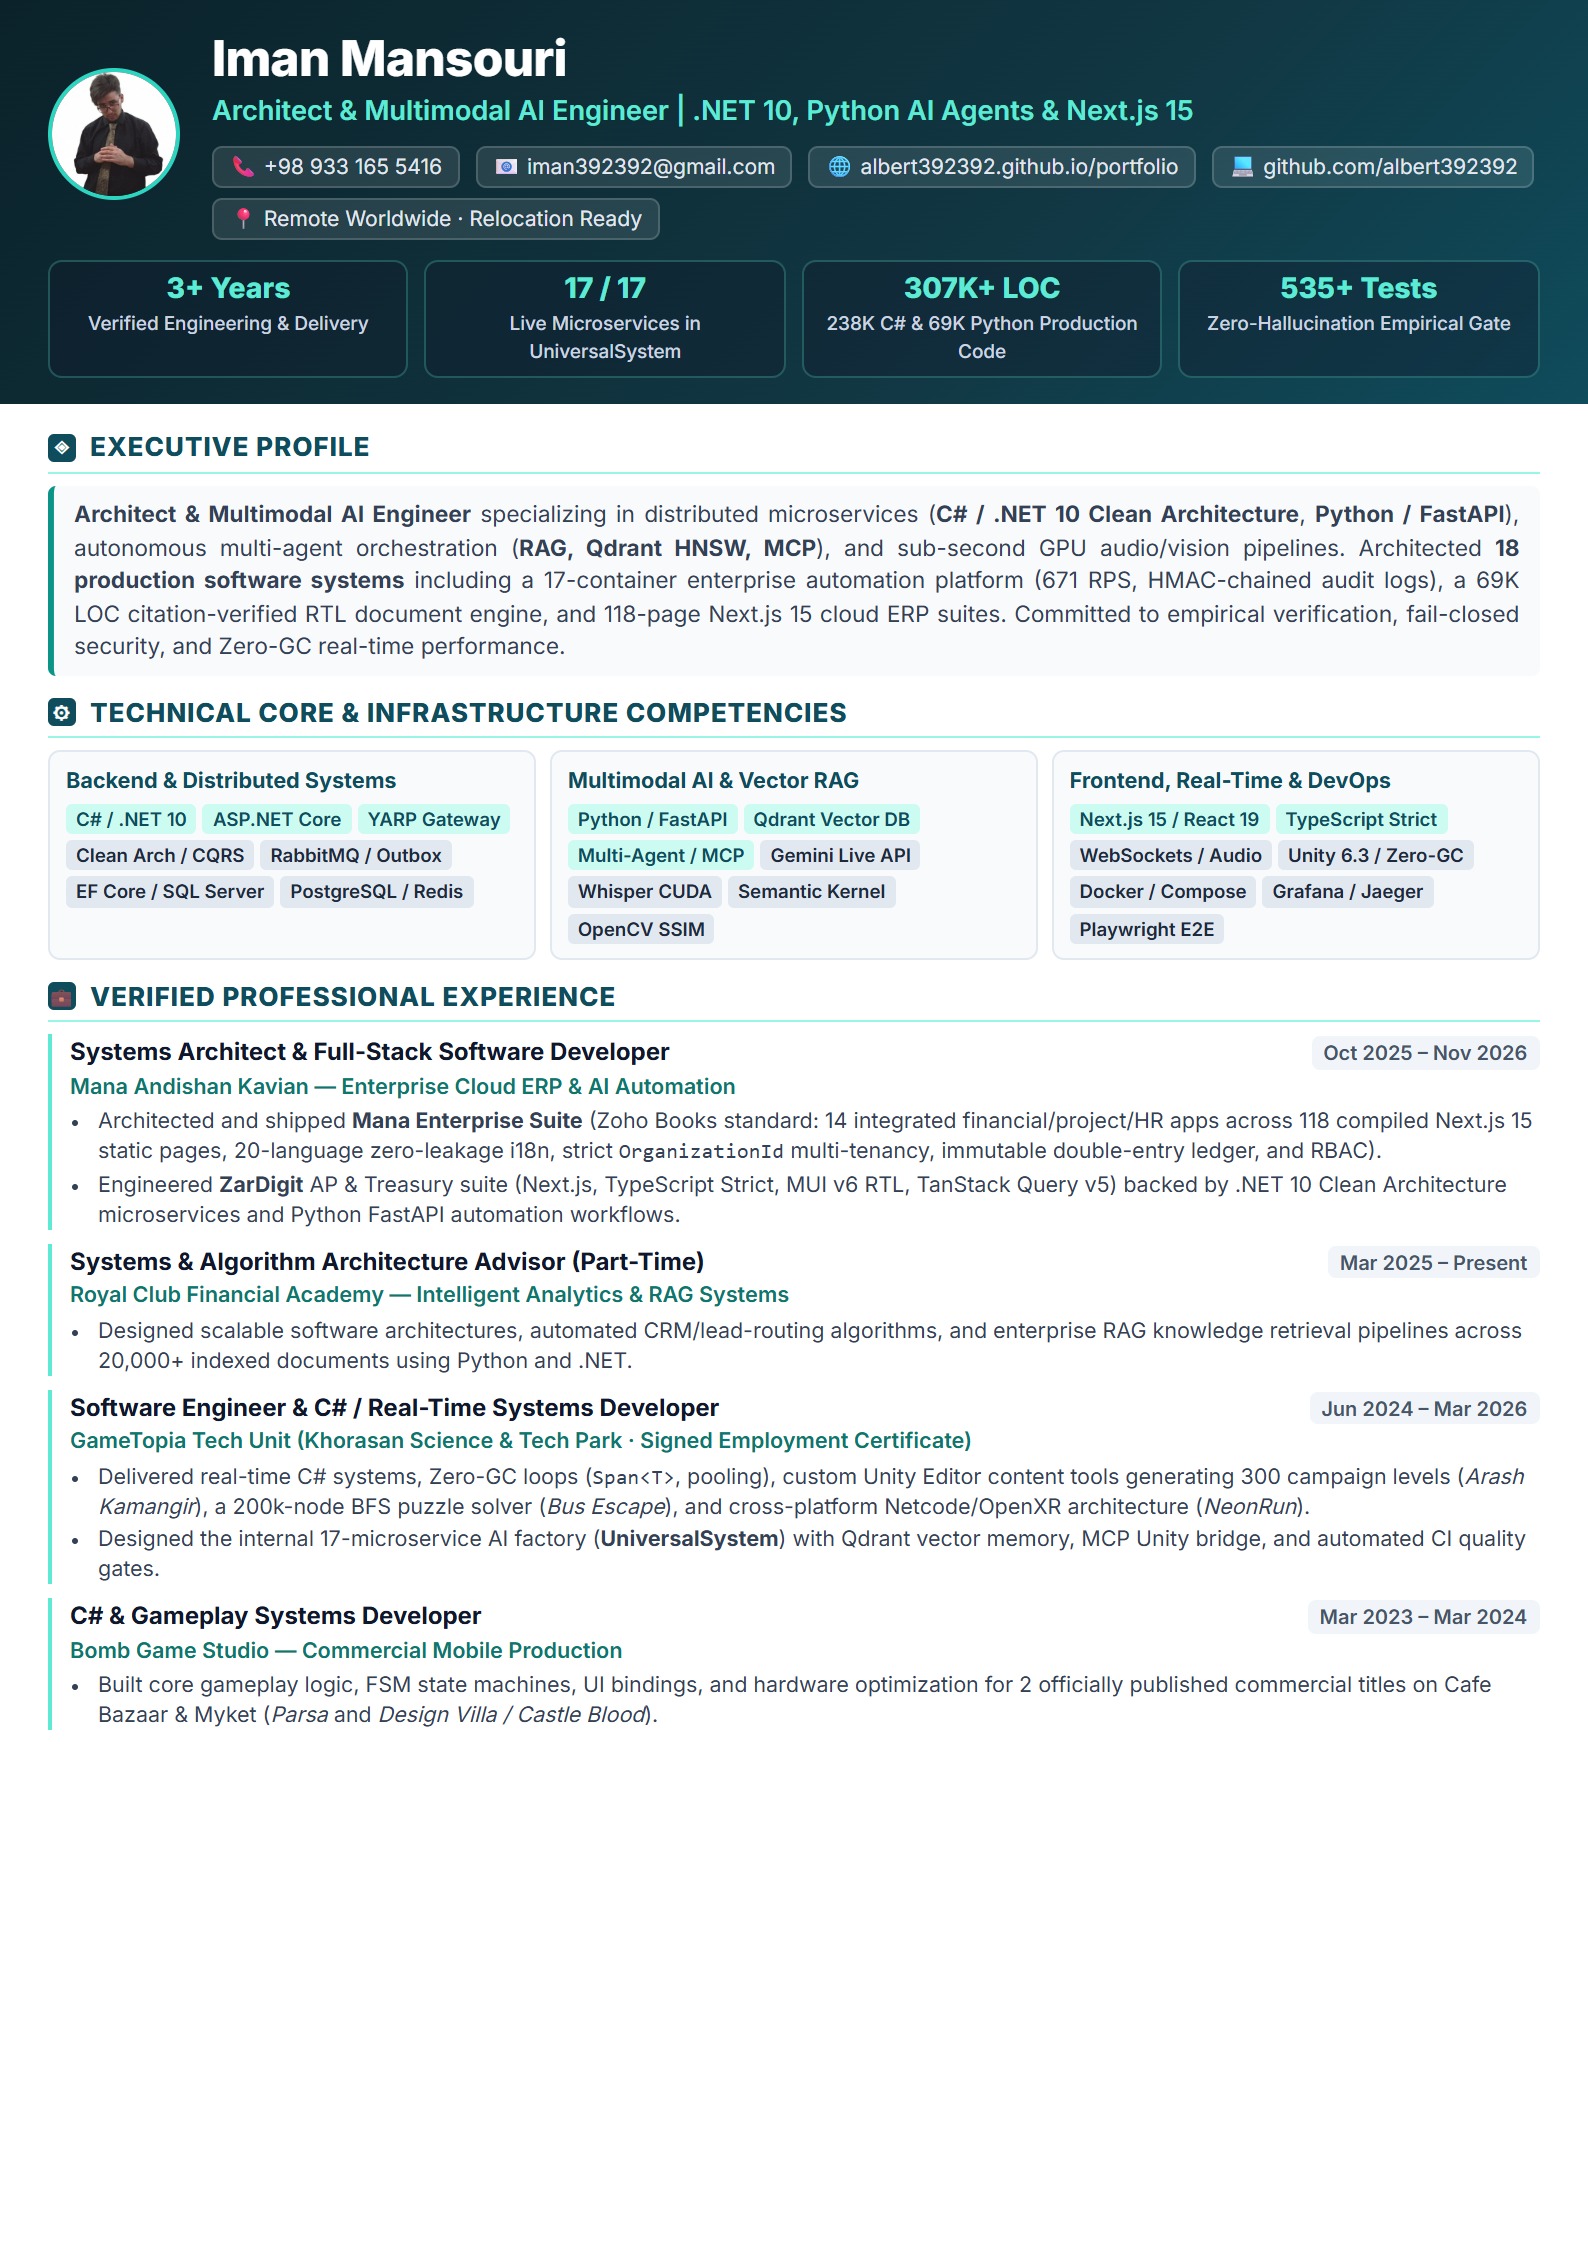 Iman Mansouri
Architect & Multimodal AI Engineer | .NET 10, Python AI Agents & Next.js 15
+98 933 165 5416
iman392392@gmail.com
albert392392.github.io/portfolio
github.com/albert392392
Remote Worldwide · Relocation Ready
3+ Years
Verified Engineering & Delivery
17 / 17
Live Microservices in
UniversalSystem
307K+ LOC
238K C# & 69K Python Production
Code
535+ Tests
Zero-Hallucination Empirical Gate
EXECUTIVE PROFILE
Architect & Multimodal AI Engineer specializing in distributed microservices (C# / .NET 10 Clean Architecture, Python / FastAPI),
autonomous multi-agent orchestration (RAG, Qdrant HNSW, MCP), and sub-second GPU audio/vision pipelines. Architected 18
production software systems including a 17-container enterprise automation platform (671 RPS, HMAC-chained audit logs), a 69K
LOC citation-verified RTL document engine, and 118-page Next.js 15 cloud ERP suites. Committed to empirical verification, fail-closed
security, and Zero-GC real-time performance.
TECHNICAL CORE & INFRASTRUCTURE COMPETENCIES
Backend & Distributed Systems
C# / .NET 10 ASP.NET Core YARP Gateway
Clean Arch / CQRS RabbitMQ / Outbox
EF Core / SQL Server PostgreSQL / Redis
Multimodal AI & Vector RAG
Python / FastAPI Qdrant Vector DB
Multi-Agent / MCP Gemini Live API
Whisper CUDA Semantic Kernel
OpenCV SSIM
Frontend, Real-Time & DevOps
Next.js 15 / React 19 TypeScript Strict
WebSockets / Audio Unity 6.3 / Zero-GC
Docker / Compose Grafana / Jaeger
Playwright E2E
VERIFIED PROFESSIONAL EXPERIENCE
Systems Architect & Full-Stack Software Developer Oct 2025 – Nov 2026
Mana Andishan Kavian — Enterprise Cloud ERP & AI Automation
• Architected and shipped Mana Enterprise Suite (Zoho Books standard: 14 integrated financial/project/HR apps across 118 compiled Next.js 15
static pages, 20-language zero-leakage i18n, strict OrganizationId multi-tenancy, immutable double-entry ledger, and RBAC).
• Engineered ZarDigit AP & Treasury suite (Next.js, TypeScript Strict, MUI v6 RTL, TanStack Query v5) backed by .NET 10 Clean Architecture
microservices and Python FastAPI automation workflows.
Systems & Algorithm Architecture Advisor (Part-Time) Mar 2025 – Present
Royal Club Financial Academy — Intelligent Analytics & RAG Systems
• Designed scalable software architectures, automated CRM/lead-routing algorithms, and enterprise RAG knowledge retrieval pipelines across
20,000+ indexed documents using Python and .NET.
Software Engineer & C# / Real-Time Systems Developer Jun 2024 – Mar 2026
GameTopia Tech Unit (Khorasan Science & Tech Park · Signed Employment Certificate)
• Delivered real-time C# systems, Zero-GC loops (Span<T>, pooling), custom Unity Editor content tools generating 300 campaign levels (Arash
Kamangir), a 200k-node BFS puzzle solver (Bus Escape), and cross-platform Netcode/OpenXR architecture (NeonRun).
• Designed the internal 17-microservice AI factory (UniversalSystem) with Qdrant vector memory, MCP Unity bridge, and automated CI quality
gates.
C# & Gameplay Systems Developer Mar 2023 – Mar 2024
Bomb Game Studio — Commercial Mobile Production
• Built core gameplay logic, FSM state machines, UI bindings, and hardware optimization for 2 officially published commercial titles on Cafe
Bazaar & Myket (Parsa and Design Villa / Castle Blood).